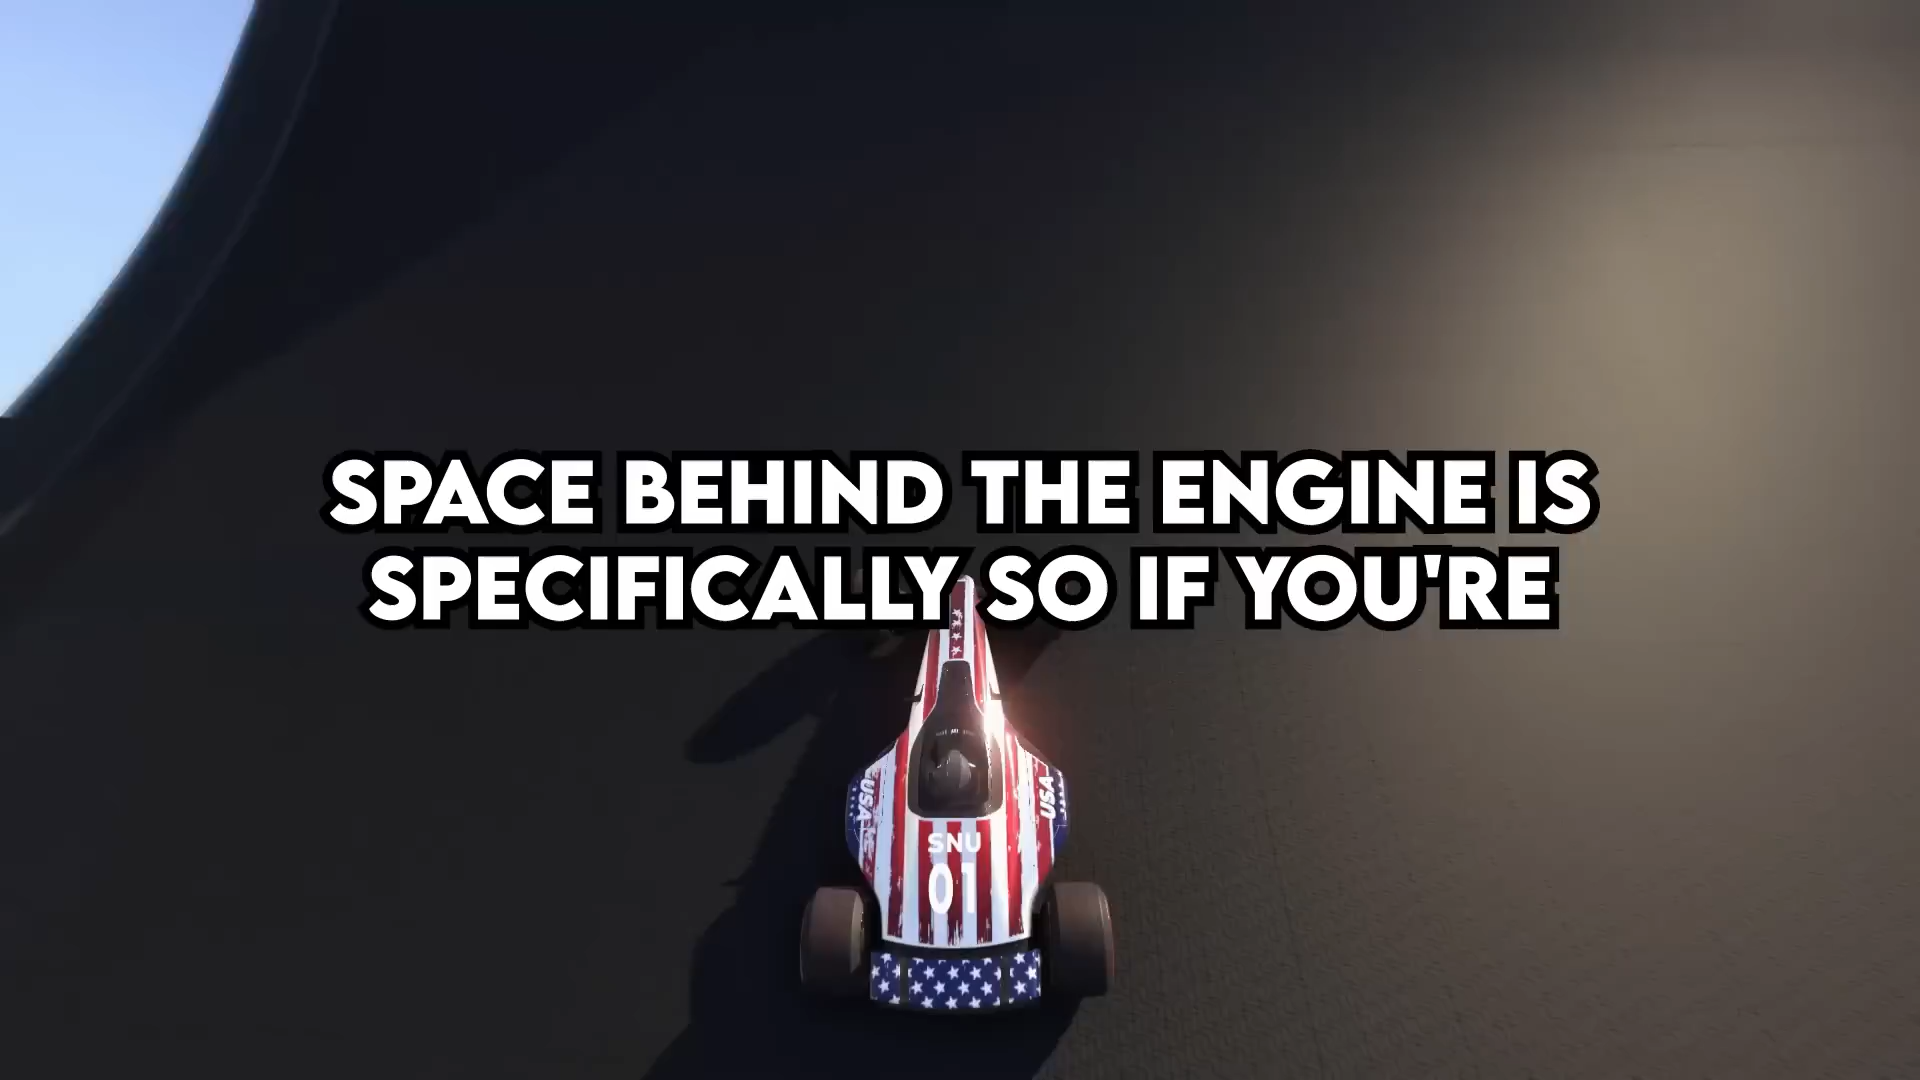 SPACE BEHIND THE ENGINE IS
SPECIFICALLY SO IF YOU'RE
USA
USA
SNU
01